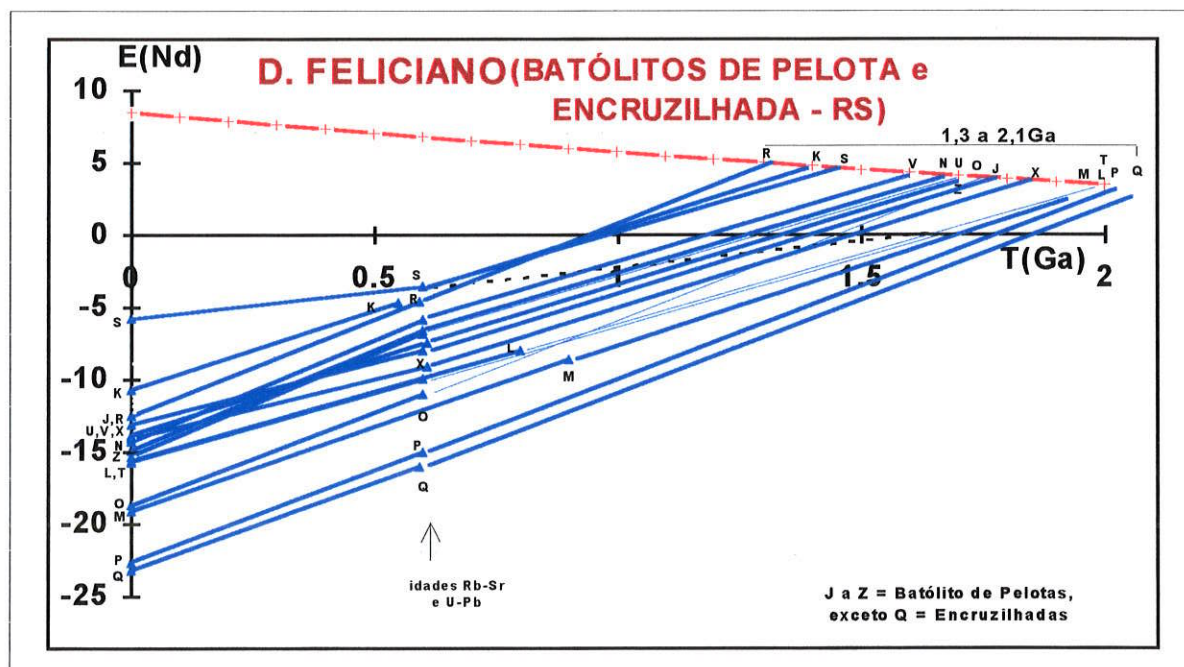 E(Nd)
D. FELICIANO(BATÓLITOS DE PELOTA e
ENCRUZILHADA - RS)
10
5
0
-5
-10
-15
-20
-25
1,3 a 2,1Ga
R K S V N U O J X M T L P Q
Z
0 0.5 1 1.5 2
T(Ga)
S
S
K
R
K
L
M
X
J,R
U,V,X
N
Z
L,T
O
O
M
P
Q
P
Q
idades Rb-Sr
e U-Pb
J a Z = Batólito de Pelotas,
exceto Q = Encruzilhadas